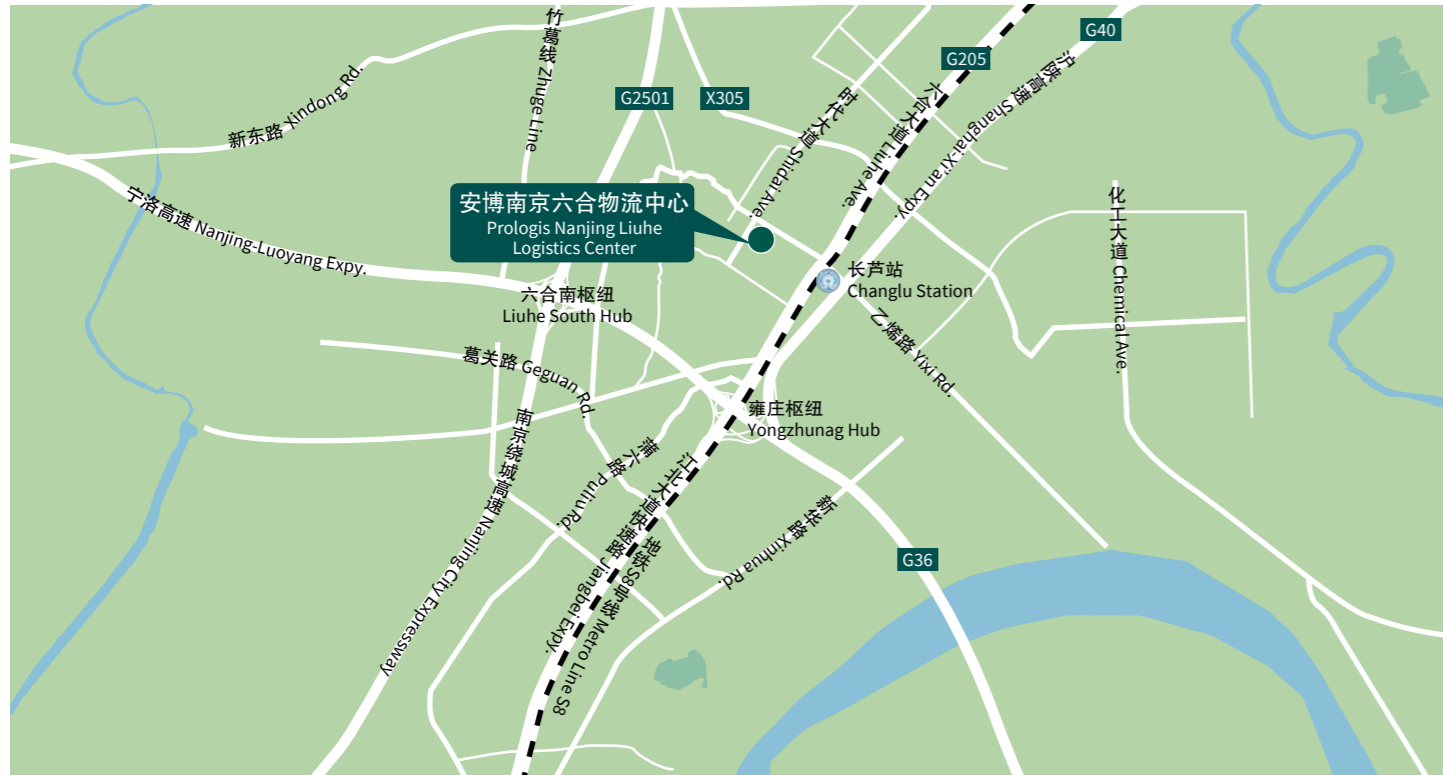 竹葛线 Zhuge Line
G40
G205
沪陕高速 Shanghai-Xi'an Expy.
六合大道 Liuhe Ave.
G2501
X305
时代大道 Shidai Ave.
新东路 Xindong Rd.
宁洛高速 Nanjing-Luoyang Expy.
安博南京六合物流中心
Prologis Nanjing Liuhe
Logistics Center
化工大道 Chemical Ave.
长芦站
Changlu Station
六合南枢纽
Liuhe South Hub
乙烯路 Yixi Rd.
葛关路 Geguan Rd.
雍庄枢纽
Yongzhunag Hub
南京绕城高速 Nanjing City Expressway
蒲六路 Puliu Rd.
江北大道快速路 Jiangbei Expy.
地铁S8号线 Metro Line S8
新华路 Xinhua Rd.
G36